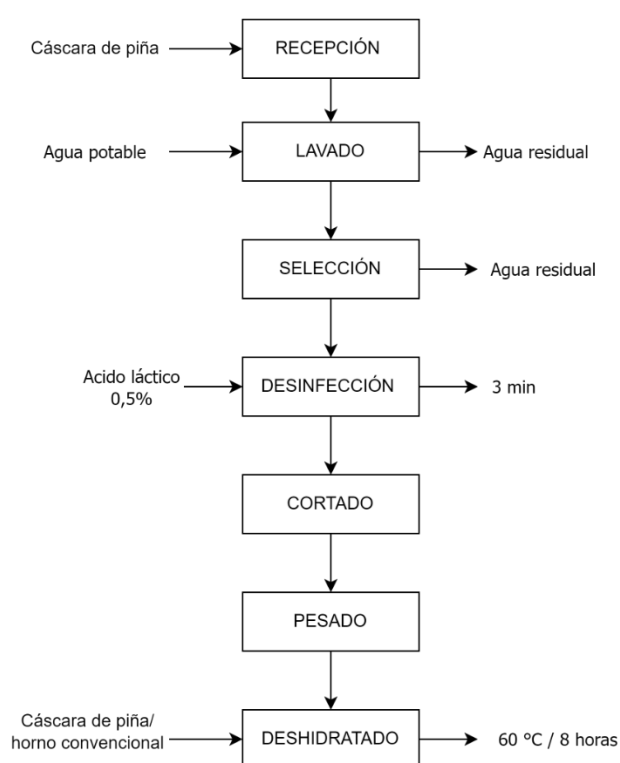 Cáscara de piña
RECEPCIÓN
Agua potable
LAVADO
Agua residual
SELECCIÓN
Agua residual
Acido láctico
0,5%
DESINFECCIÓN
3 min
CORTADO
PESADO
Cáscara de piña/
horno convencional
DESHIDRATADO
60 °C / 8 horas